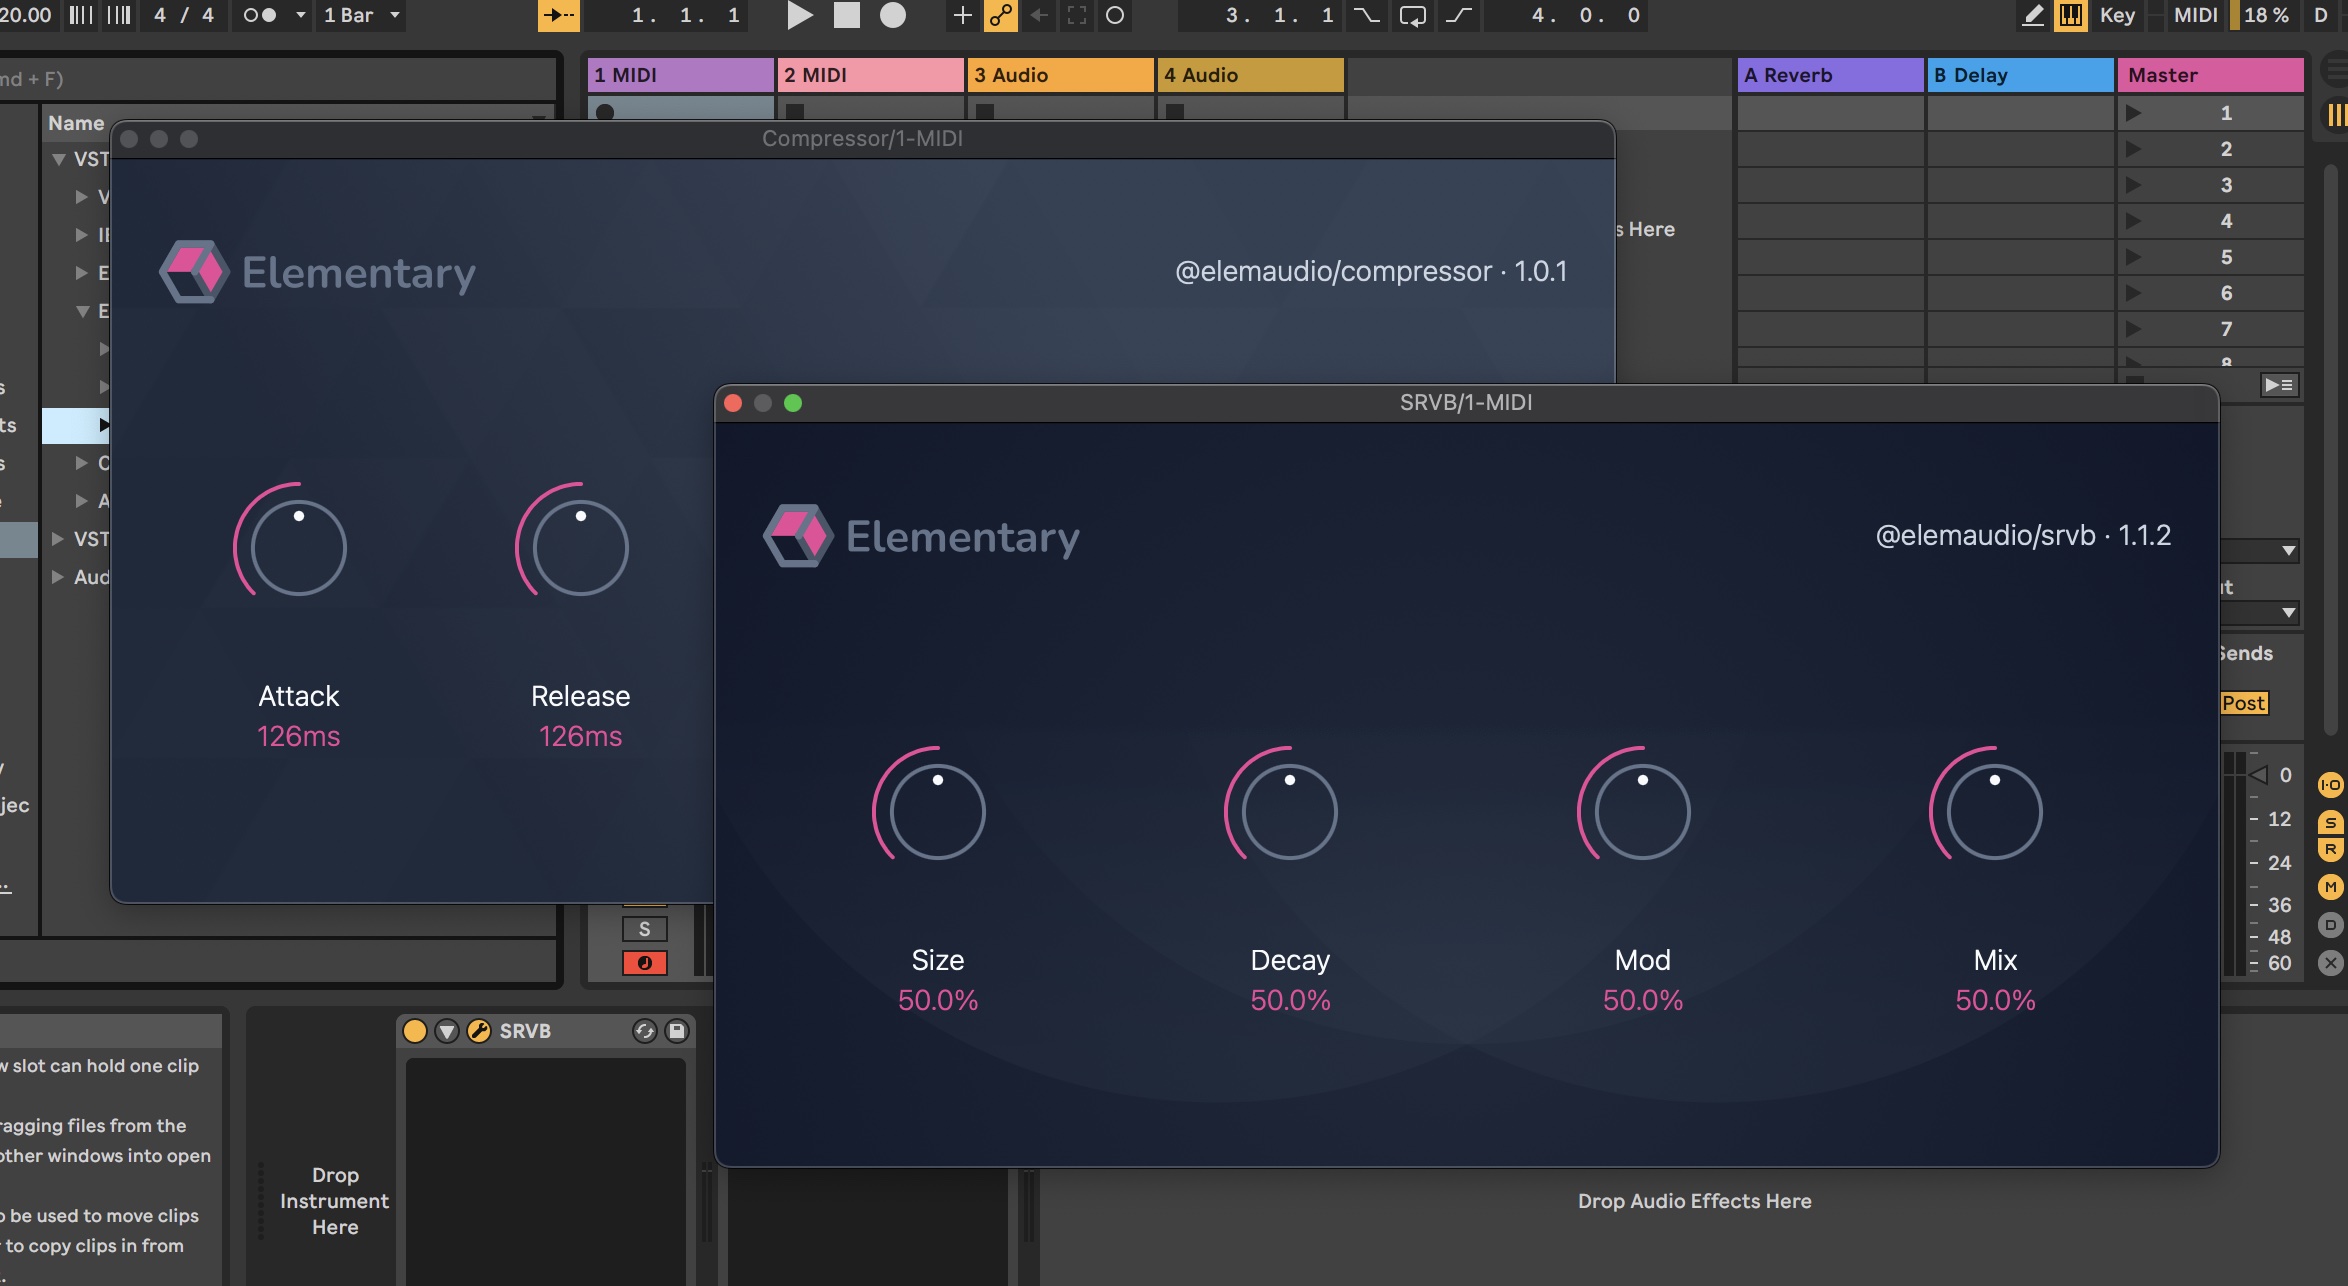 20.00 4 / 4 1 Bar 1. 1. 1 3. 1. 1 4. 0. 0 Key MIDI 18 % D
md + F)
1 MIDI 2 MIDI 3 Audio 4 Audio A Reverb B Delay Master
Name
1
2
3
4
5
6
7
8
VST
V
E
E
C
A
VST
Aud
Compressor/1-MIDI
Elementary
@elemaudio/compressor · 1.0.1
s Here
Attack
126ms
Release
126ms
SRVB/1-MIDI
Elementary
@elemaudio/srvb · 1.1.2
Size
50.0%
Decay
50.0%
Mod
50.0%
Mix
50.0%
s
ts
s
jec
Sends
Post
0
12
24
36
48
60
I·O
S
R
M
D
X
S
SRVB
w slot can hold one clip
ragging files from the
other windows into open
o be used to move clips
to copy clips in from
Drop
Instrument
Here
Drop Audio Effects Here